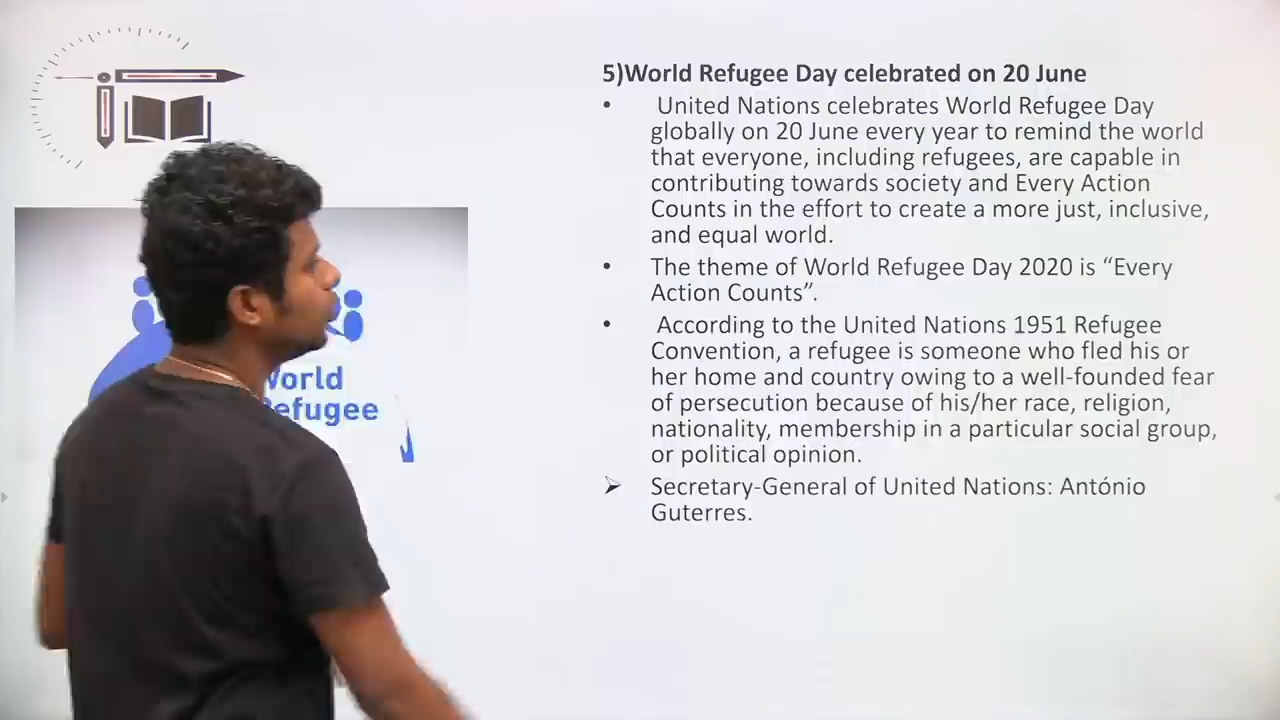 5)World Refugee Day celebrated on 20 June
• United Nations celebrates World Refugee Day
globally on 20 June every year to remind the world
that everyone, including refugees, are capable in
contributing towards society and Every Action
Counts in the effort to create a more just, inclusive,
and equal world.
• The theme of World Refugee Day 2020 is “Every
Action Counts”.
• According to the United Nations 1951 Refugee
Convention, a refugee is someone who fled his or
her home and country owing to a well-founded fear
of persecution because of his/her race, religion,
nationality, membership in a particular social group,
or political opinion.
➢ Secretary-General of United Nations: António
Guterres.
World
Refugee